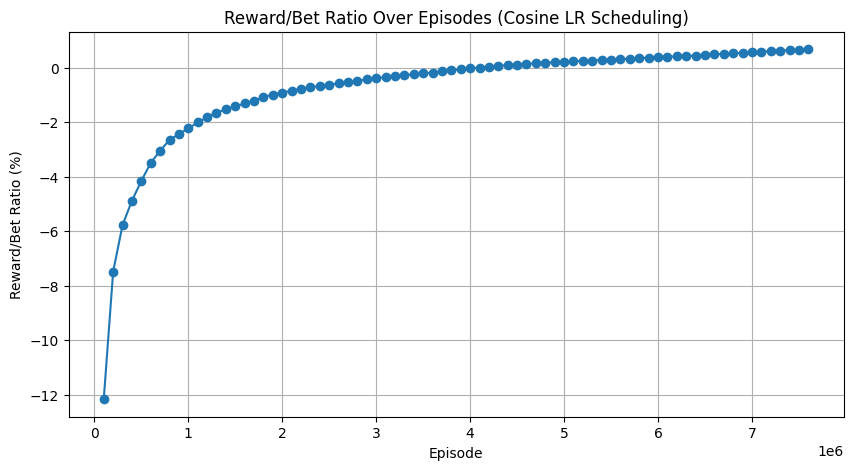 Reward/Bet Ratio Over Episodes (Cosine LR Scheduling)
Reward/Bet Ratio (%)
0
−2
−4
−6
−8
−10
−12
0 1 2 3 4 5 6 7
1e6
Episode